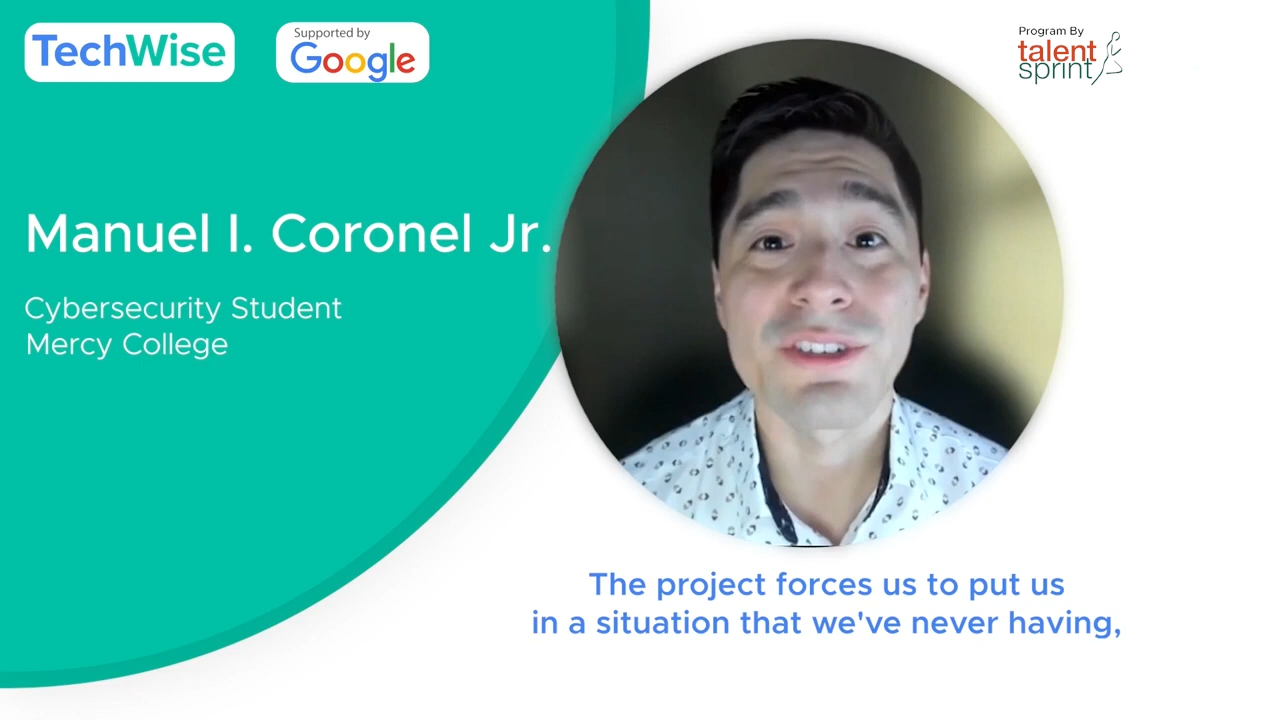 TechWise
Supported by
Google
Program By
talent
sprint
Manuel I. Coronel Jr.
Cybersecurity Student
Mercy College
The project forces us to put us
in a situation that we've never having,